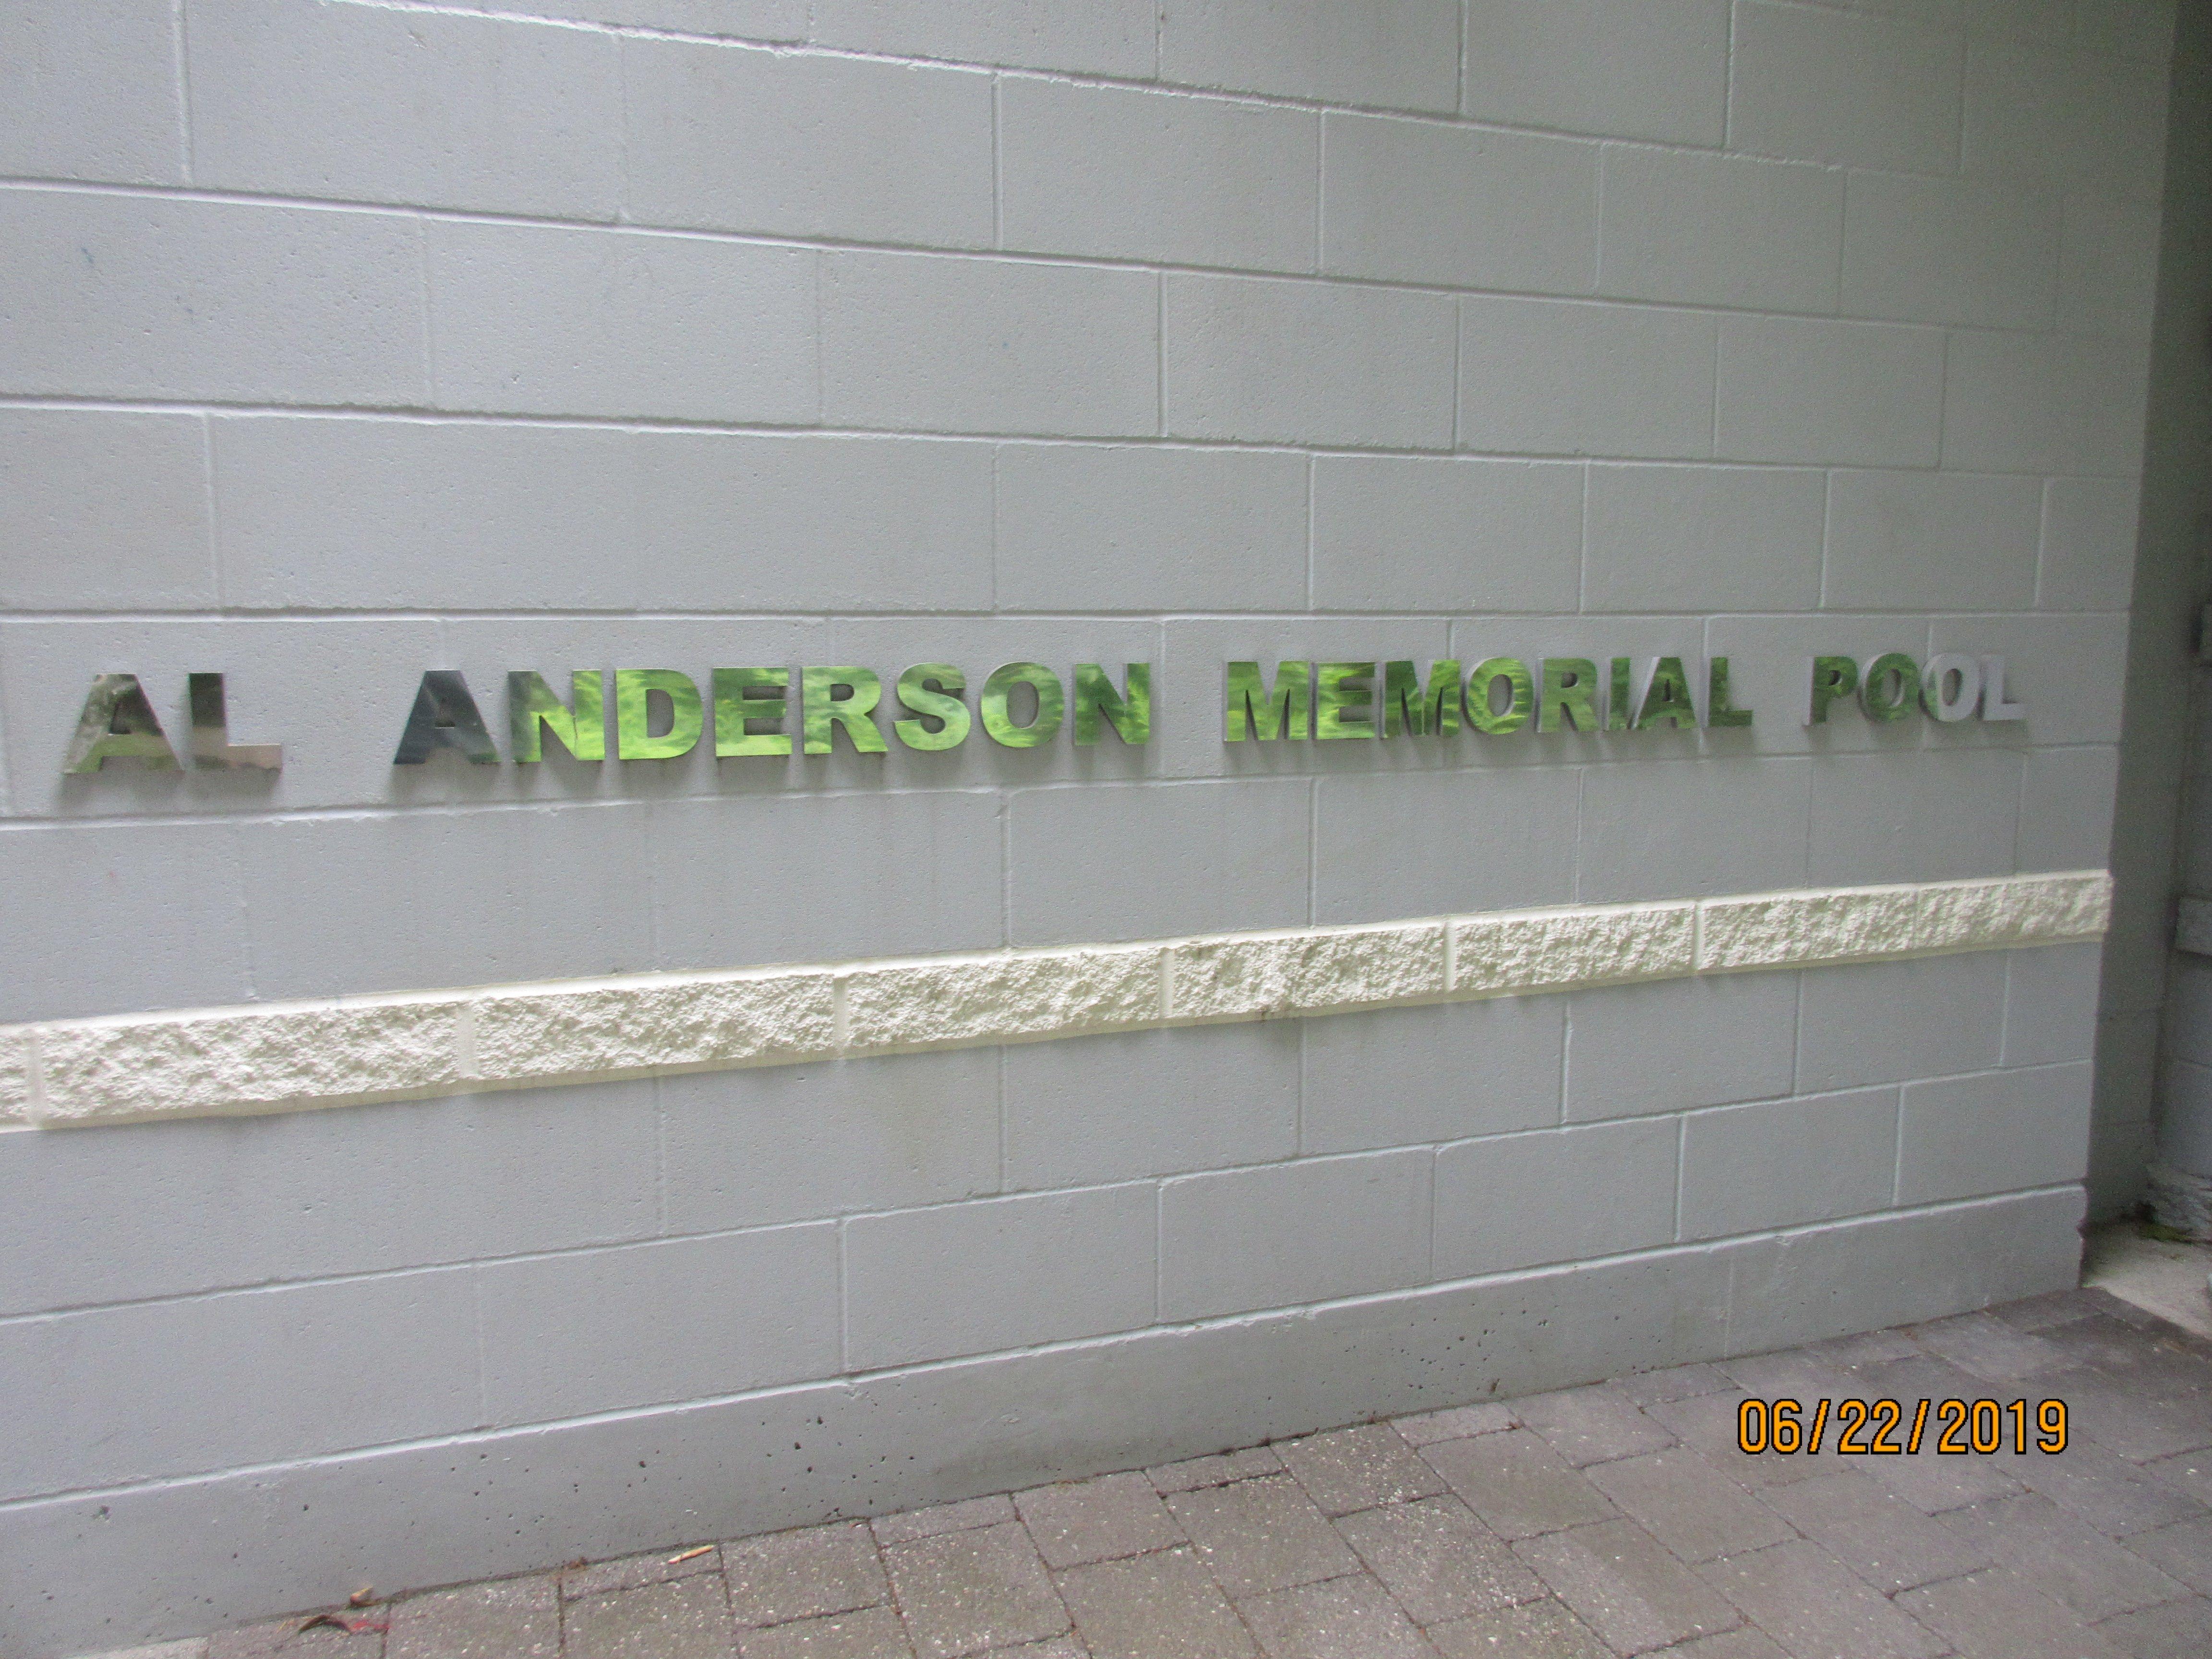 AL ANDERSON MEMORIAL POOL
06/22/2019